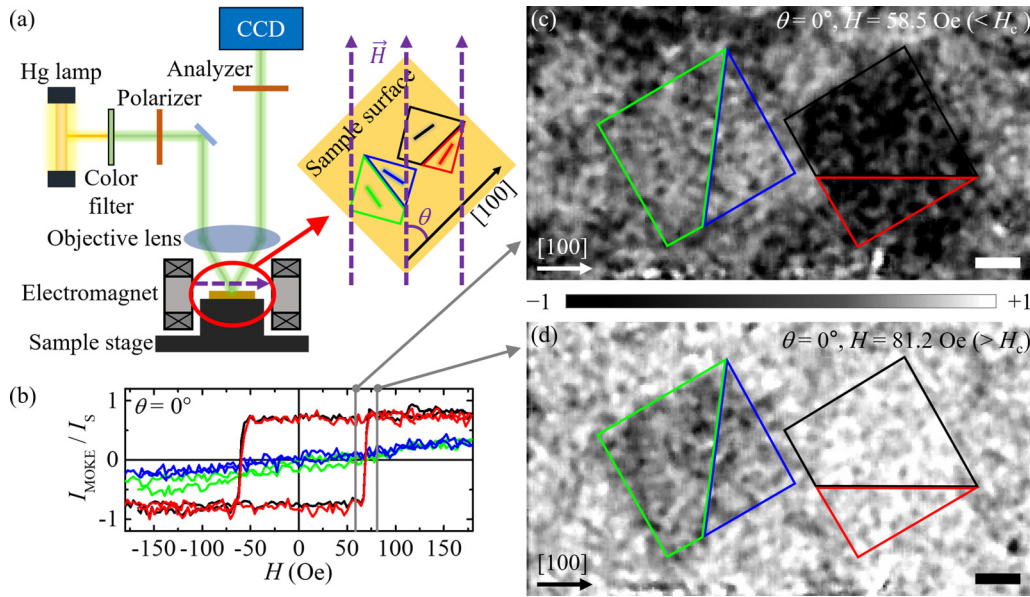 (a)
CCD
Hg lamp
Polarizer
Analyzer
Color
filter
Objective lens
Electromagnet
Sample stage
H⃗
Sample surface
θ
[100]
(b)
θ = 0°
I_MOKE / I_S
1
0
-1
-150 -100 -50 0 50 100 150
H (Oe)
(c)
θ = 0°, H = 58.5 Oe (< H_c)
[100]
−1
+1
(d)
θ = 0°, H = 81.2 Oe (> H_c)
[100]